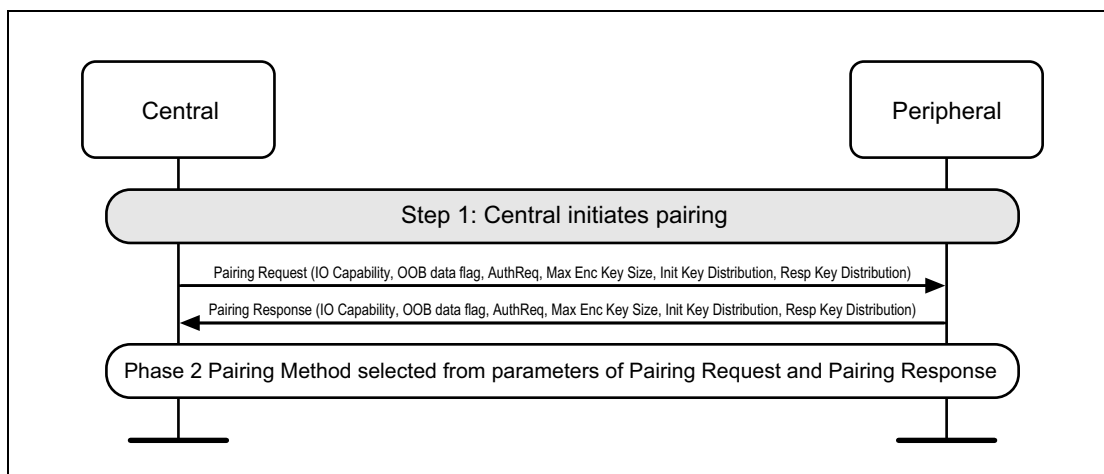 Central
Peripheral
Step 1: Central initiates pairing
Pairing Request (IO Capability, OOB data flag, AuthReq, Max Enc Key Size, Init Key Distribution, Resp Key Distribution)
Pairing Response (IO Capability, OOB data flag, AuthReq, Max Enc Key Size, Init Key Distribution, Resp Key Distribution)
Phase 2 Pairing Method selected from parameters of Pairing Request and Pairing Response